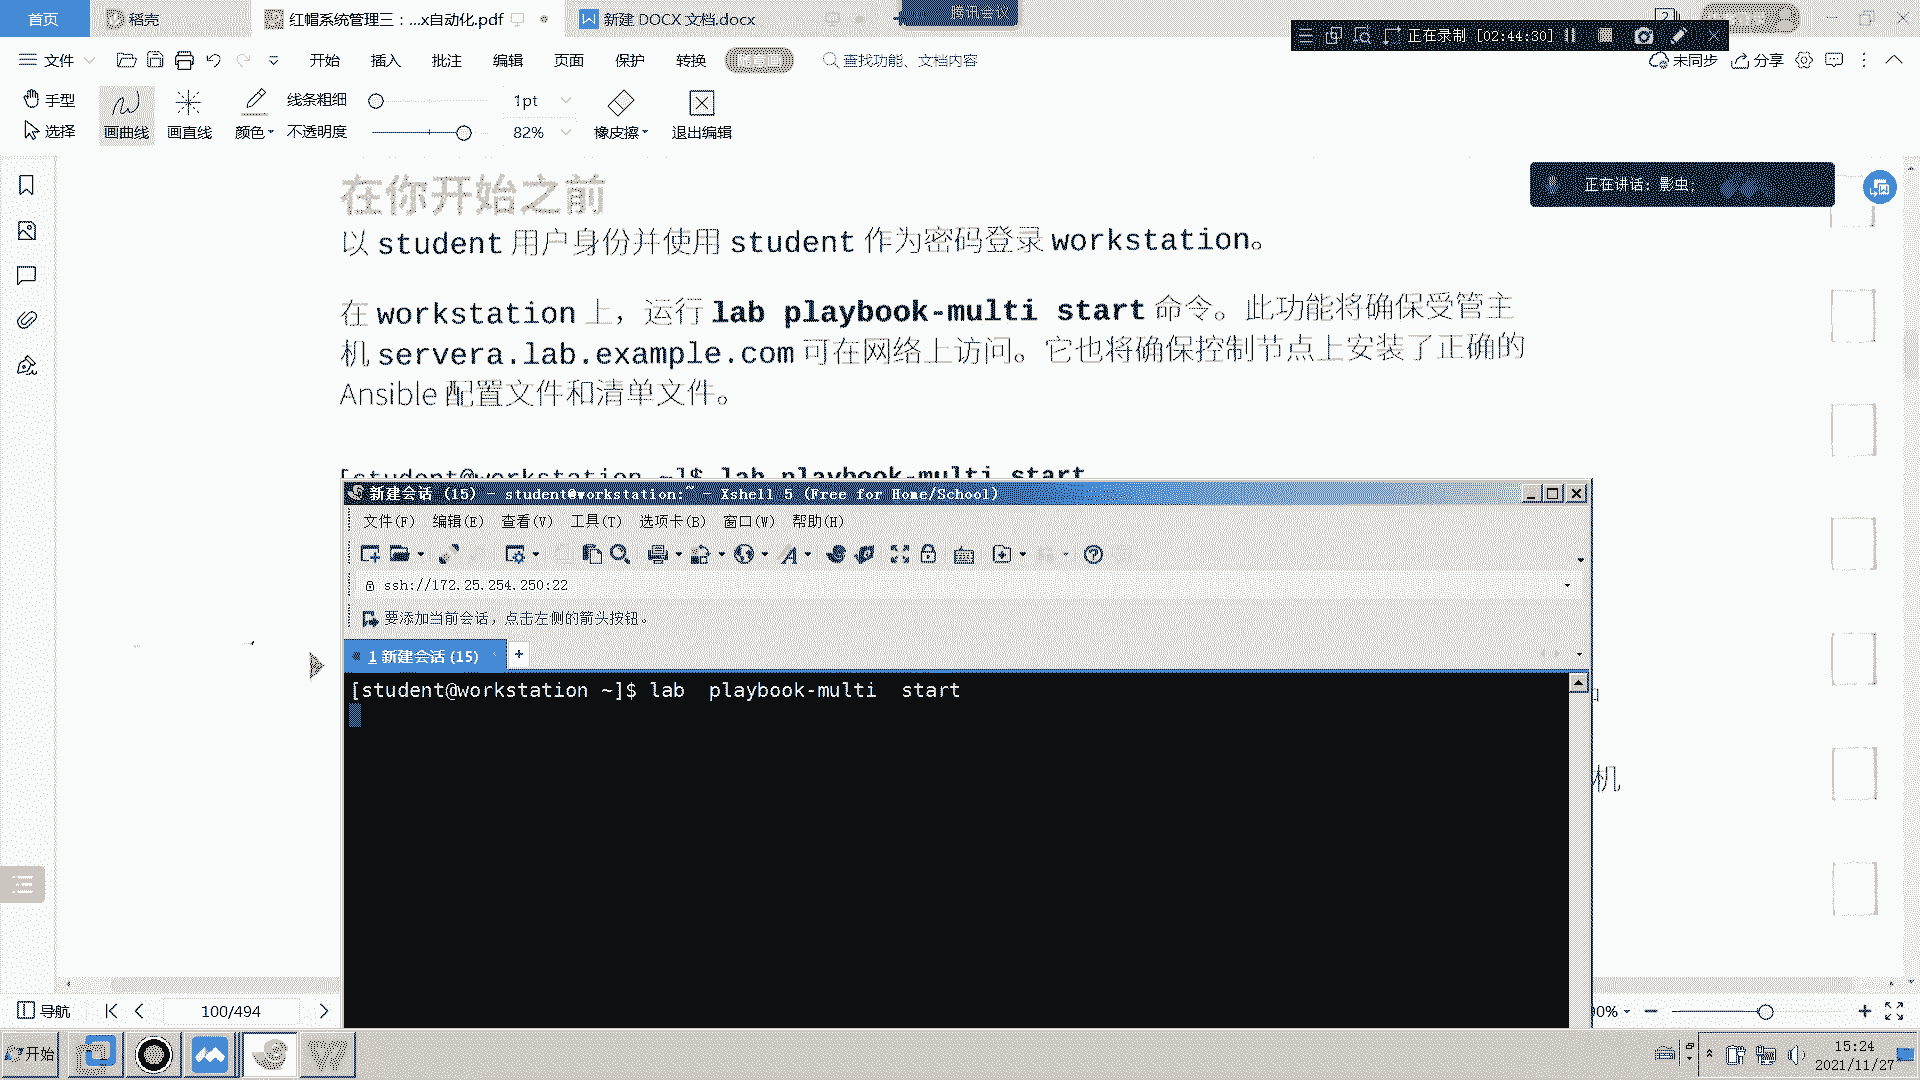 首页
稻壳
红帽系统管理三：...x自动化.pdf
新建 DOCX 文档.docx
腾讯会议
正在录制 [02:44:30]
文件
开始 插入 批注 编辑 页面 保护 转换
查找功能、文档内容
未同步 分享
手型
选择
画曲线
画直线
颜色
线条粗细
1pt
不透明度
82%
橡皮擦
退出编辑
在你开始之前
正在讲话: 影虫;
以 student 用户身份并使用 student 作为密码登录 workstation。
在 workstation 上，运行 lab playbook-multi start 命令。此功能将确保受管主
机 servera.lab.example.com 可在网络上访问。它也将确保控制节点上安装了正确的
Ansible 配置文件和清单文件。
[student@workstation ~]$ lab playbook-multi start
新建会话 (15) - student@workstation:~ - Xshell 5 (Free for Home/School)
文件(F) 编辑(E) 查看(V) 工具(T) 选项卡(B) 窗口(W) 帮助(H)
ssh://172.25.254.250:22
要添加当前会话，点击左侧的箭头按钮。
1 新建会话 (15)
[student@workstation ~]$ lab  playbook-multi  start
机
导航
100/494
开始
15:24
2021/11/27